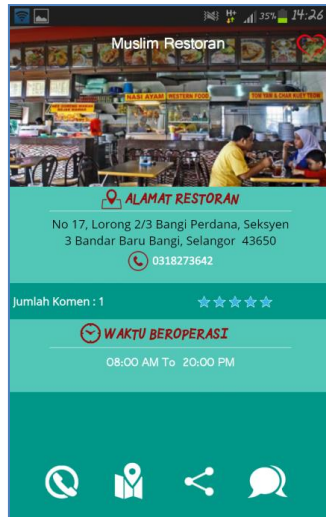 H+ 35% 14:26
Muslim Restoran
NASI AYAM WESTERN FOOD
ALAMAT RESTORAN
No 17, Lorong 2/3 Bangi Perdana, Seksyen
3 Bandar Baru Bangi, Selangor 43650
0318273642
Jumlah Komen : 1
WAKTU BEROPERASI
08:00 AM To 20:00 PM